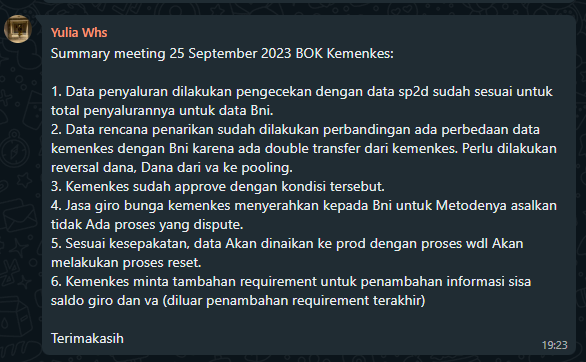 Yulia Whs
Summary meeting 25 September 2023 BOK Kemenkes:

1. Data penyaluran dilakukan pengecekan dengan data sp2d sudah sesuai untuk
total penyalurannya untuk data Bni.
2. Data rencana penarikan sudah dilakukan perbandingan ada perbedaan data
kemenkes dengan Bni karena ada double transfer dari kemenkes. Perlu dilakukan
reversal dana, Dana dari va ke pooling.
3. Kemenkes sudah approve dengan kondisi tersebut.
4. Jasa giro bunga kemenkes menyerahkan kepada Bni untuk Metodenya asalkan
tidak Ada proses yang dispute.
5. Sesuai kesepakatan, data Akan dinaikan ke prod dengan proses wdl Akan
melakukan proses reset.
6. Kemenkes minta tambahan requirement untuk penambahan informasi sisa
saldo giro dan va (diluar penambahan requirement terakhir)

Terimakasih
19:23